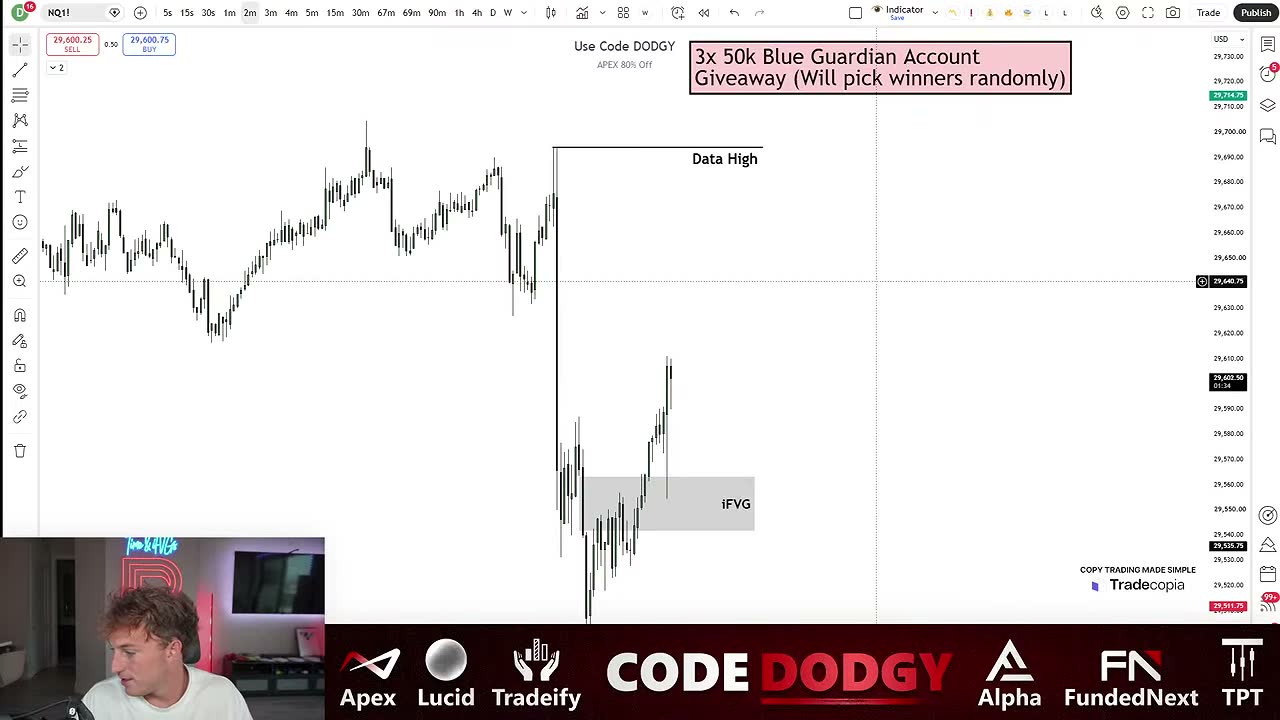 D
16
NQ1!
5s 15s 30s 1m 2m 3m 4m 5m 15m 30m 67m 69m 90m 1h 4h D W
Indicator
Save
Trade
Publish
29,600.25
SELL
0.50
29,600.75
BUY
2
Use Code DODGY
APEX 80% Off
3x 50k Blue Guardian Account
Giveaway (Will pick winners randomly)
USD
29,730.00
29,720.00
29,714.75
29,710.00
29,700.00
29,690.00
29,680.00
29,670.00
29,660.00
29,650.00
29,640.75
29,630.00
29,620.00
29,610.00
29,602.50
01:34
29,590.00
29,580.00
29,570.00
29,560.00
29,550.00
29,540.00
29,535.75
29,530.00
29,520.00
29,511.75
5
99+
Data High
iFVG
COPY TRADING MADE SIMPLE
Tradecopia
Time & iFVGs
Apex
Lucid
Tradeify
CODE DODGY
Alpha
FN
FundedNext
TPT